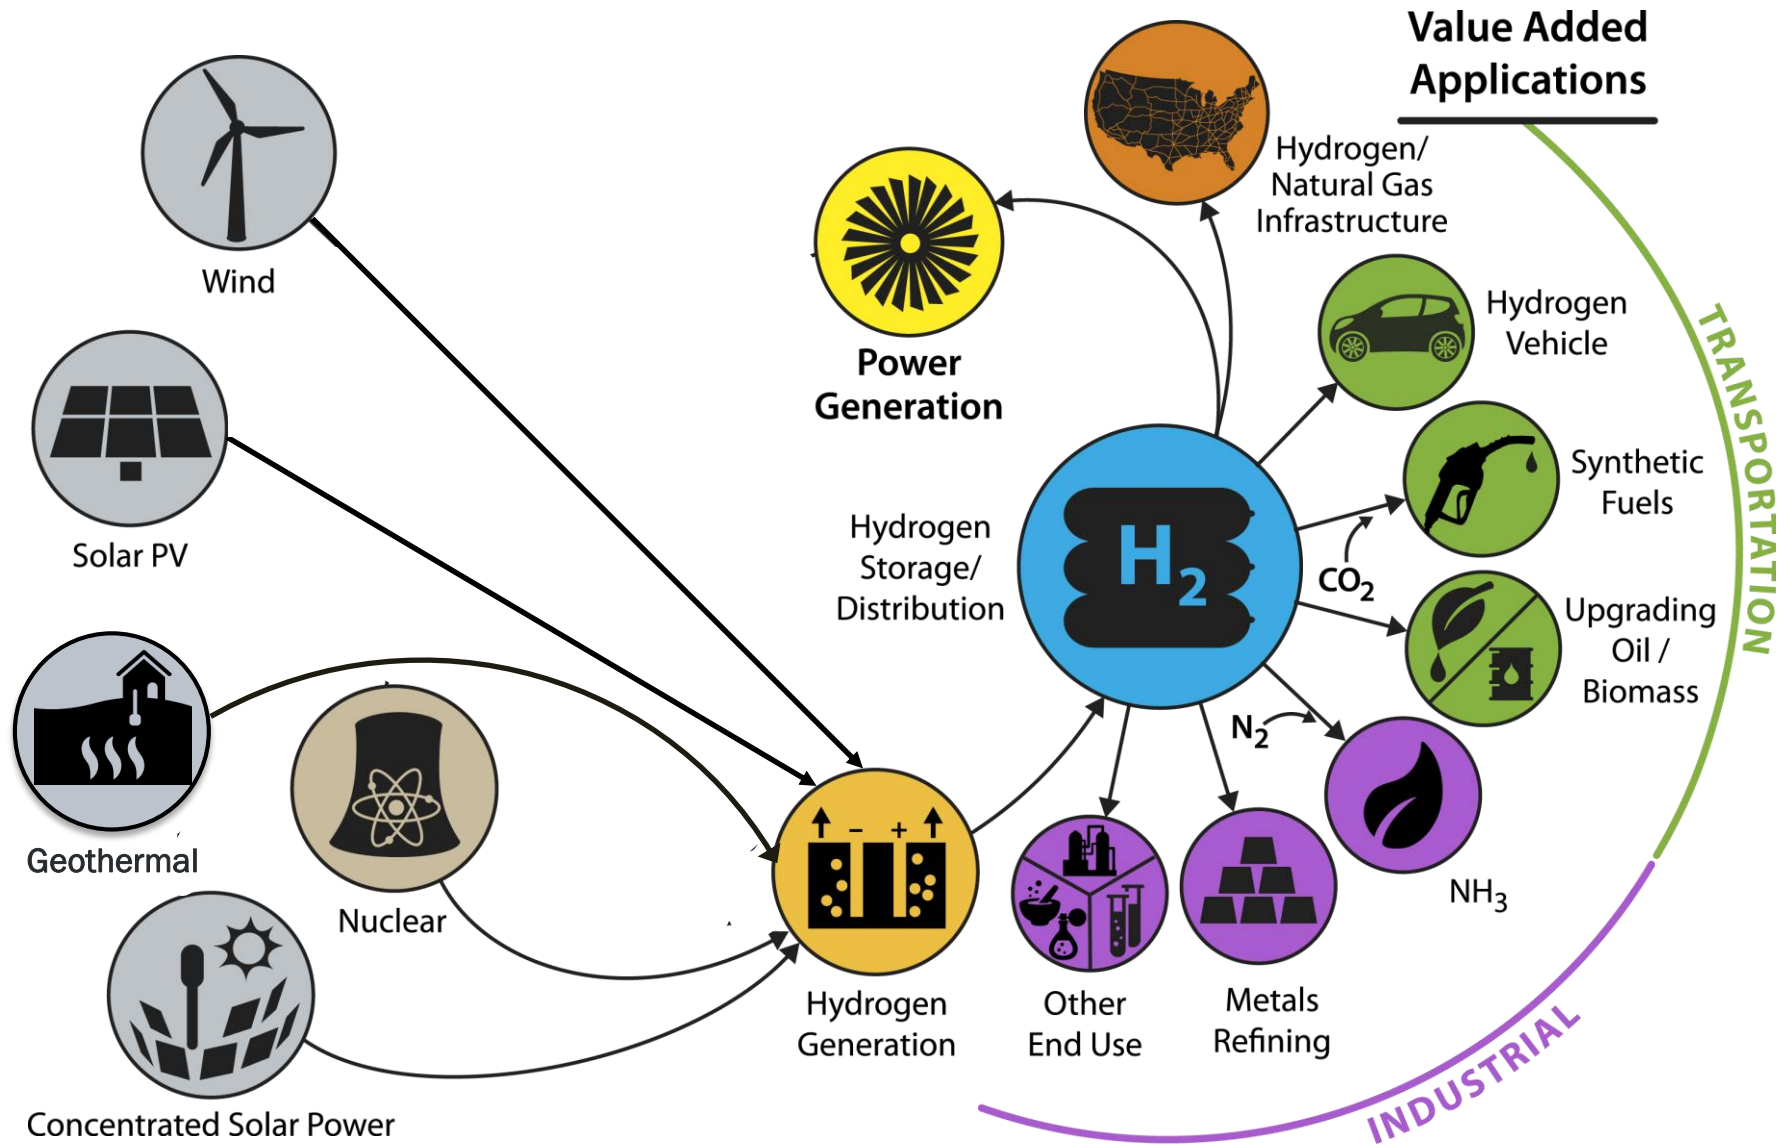 Value Added
Applications
Wind
Solar PV
Geothermal
Nuclear
Concentrated Solar Power
Power
Generation
Hydrogen/
Natural Gas
Infrastructure
Hydrogen
Vehicle
Synthetic
Fuels
CO₂
Upgrading
Oil /
Biomass
N₂
NH₃
Hydrogen
Storage/
Distribution
H₂
− +
Hydrogen
Generation
Other
End Use
Metals
Refining
TRANSPORTATION
INDUSTRIAL